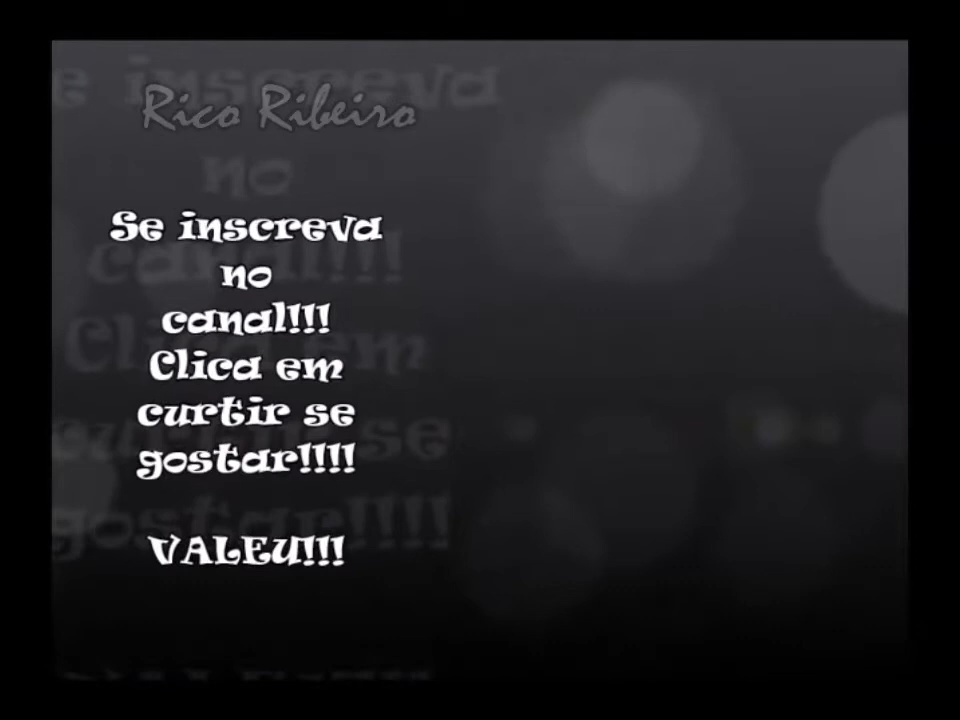 Rico Ribeiro
Se inscreva
no
canal!!!
Clica em
curtir se
gostar!!!!
VALEU!!!